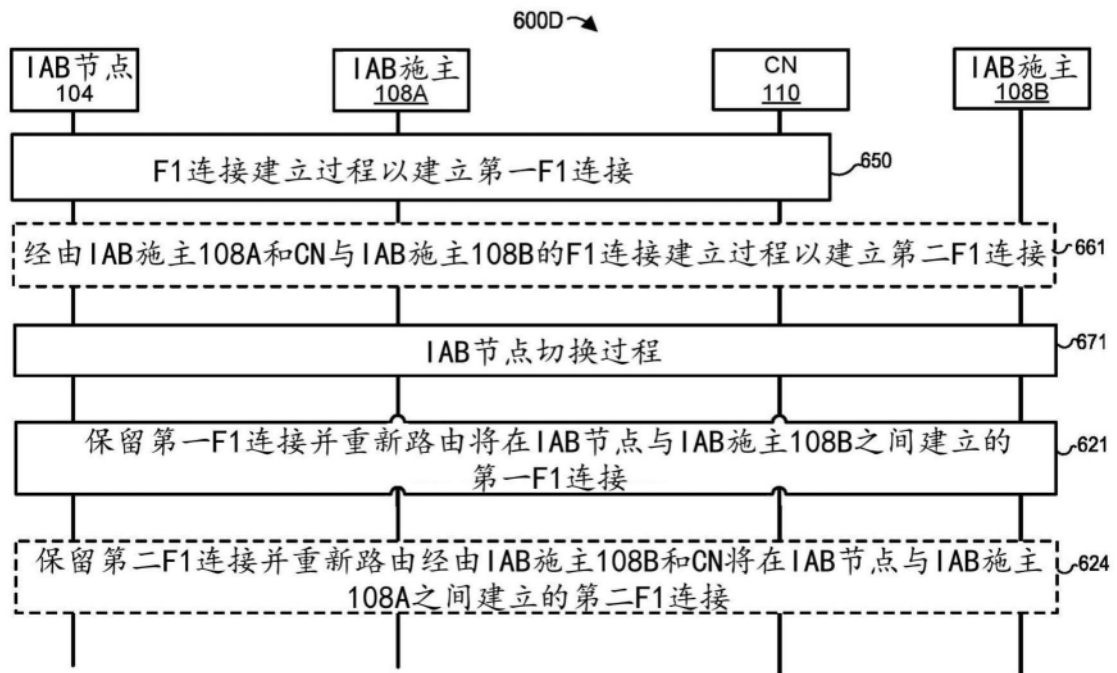 600D
IAB节点
104
IAB施主
108A
CN
110
IAB施主
108B
F1连接建立过程以建立第一F1连接
650
经由IAB施主108A和CN与IAB施主108B的F1连接建立过程以建立第二F1连接
661
IAB节点切换过程
671
保留第一F1连接并重新路由将在IAB节点与IAB施主108B之间建立的
第一F1连接
621
保留第二F1连接并重新路由经由IAB施主108B和CN将在IAB节点与IAB施主
108A之间建立的第二F1连接
624